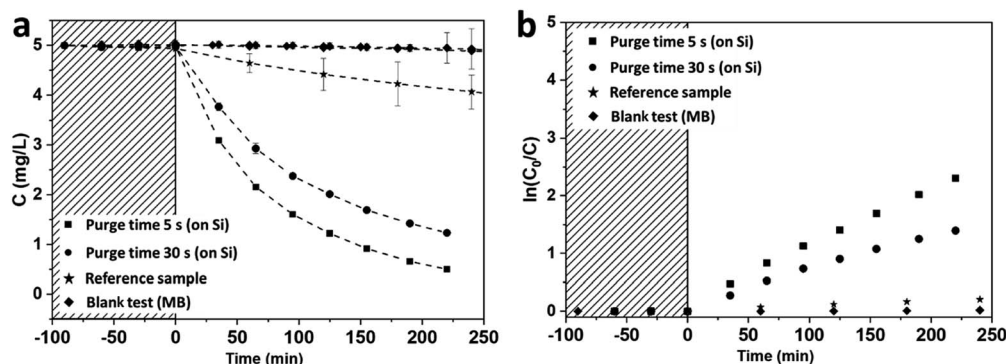 a
C (mg/L)
6
5
4
3
2
1
0
Purge time 5 s (on Si)
Purge time 30 s (on Si)
Reference sample
Blank test (MB)
-100 -50 0 50 100 150 200 250
Time (min)
b
ln(C₀/C)
5
4
3
2
1
0
Purge time 5 s (on Si)
Purge time 30 s (on Si)
Reference sample
Blank test (MB)
-100 -50 0 50 100 150 200 250
Time (min)